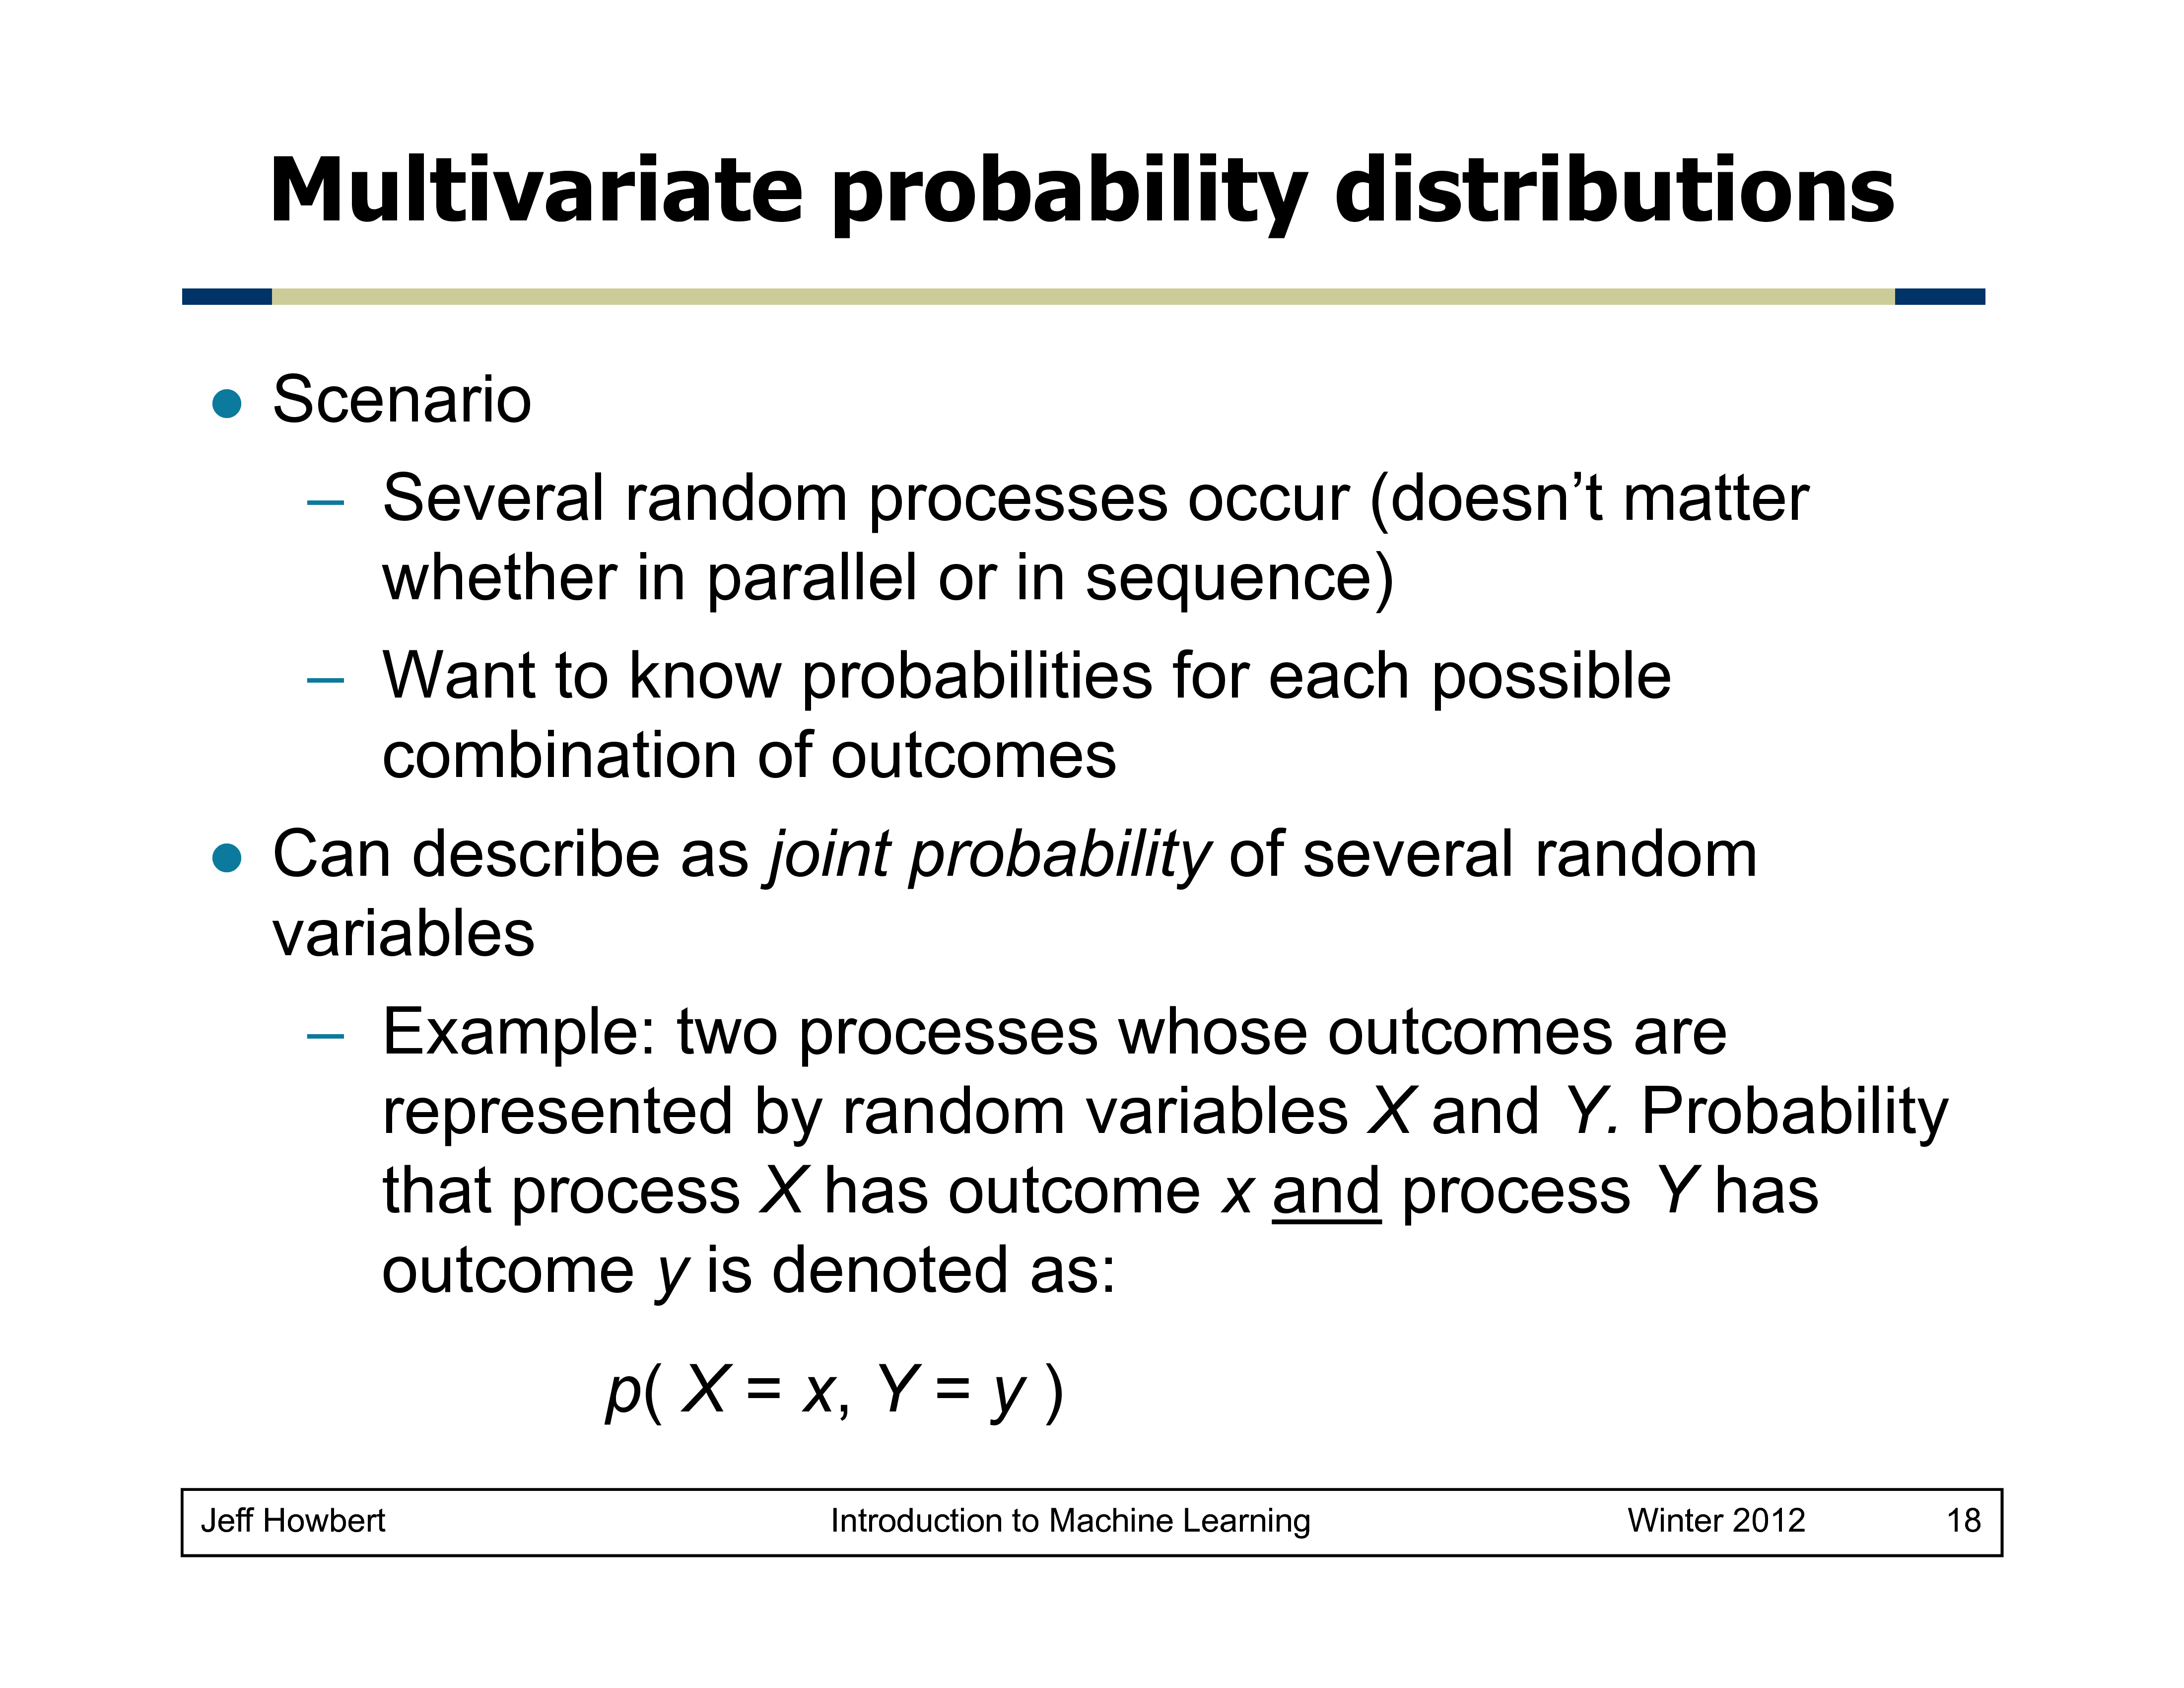 Multivariate probability distributions
● Scenario
– Several random processes occur (doesn’t matter
whether in parallel or in sequence)
– Want to know probabilities for each possible
combination of outcomes
● Can describe as joint probability of several random
variables
– Example: two processes whose outcomes are
represented by random variables X and Y. Probability
that process X has outcome x and process Y has
outcome y is denoted as:
p( X = x, Y = y )
Jeff Howbert Introduction to Machine Learning Winter 2012 18